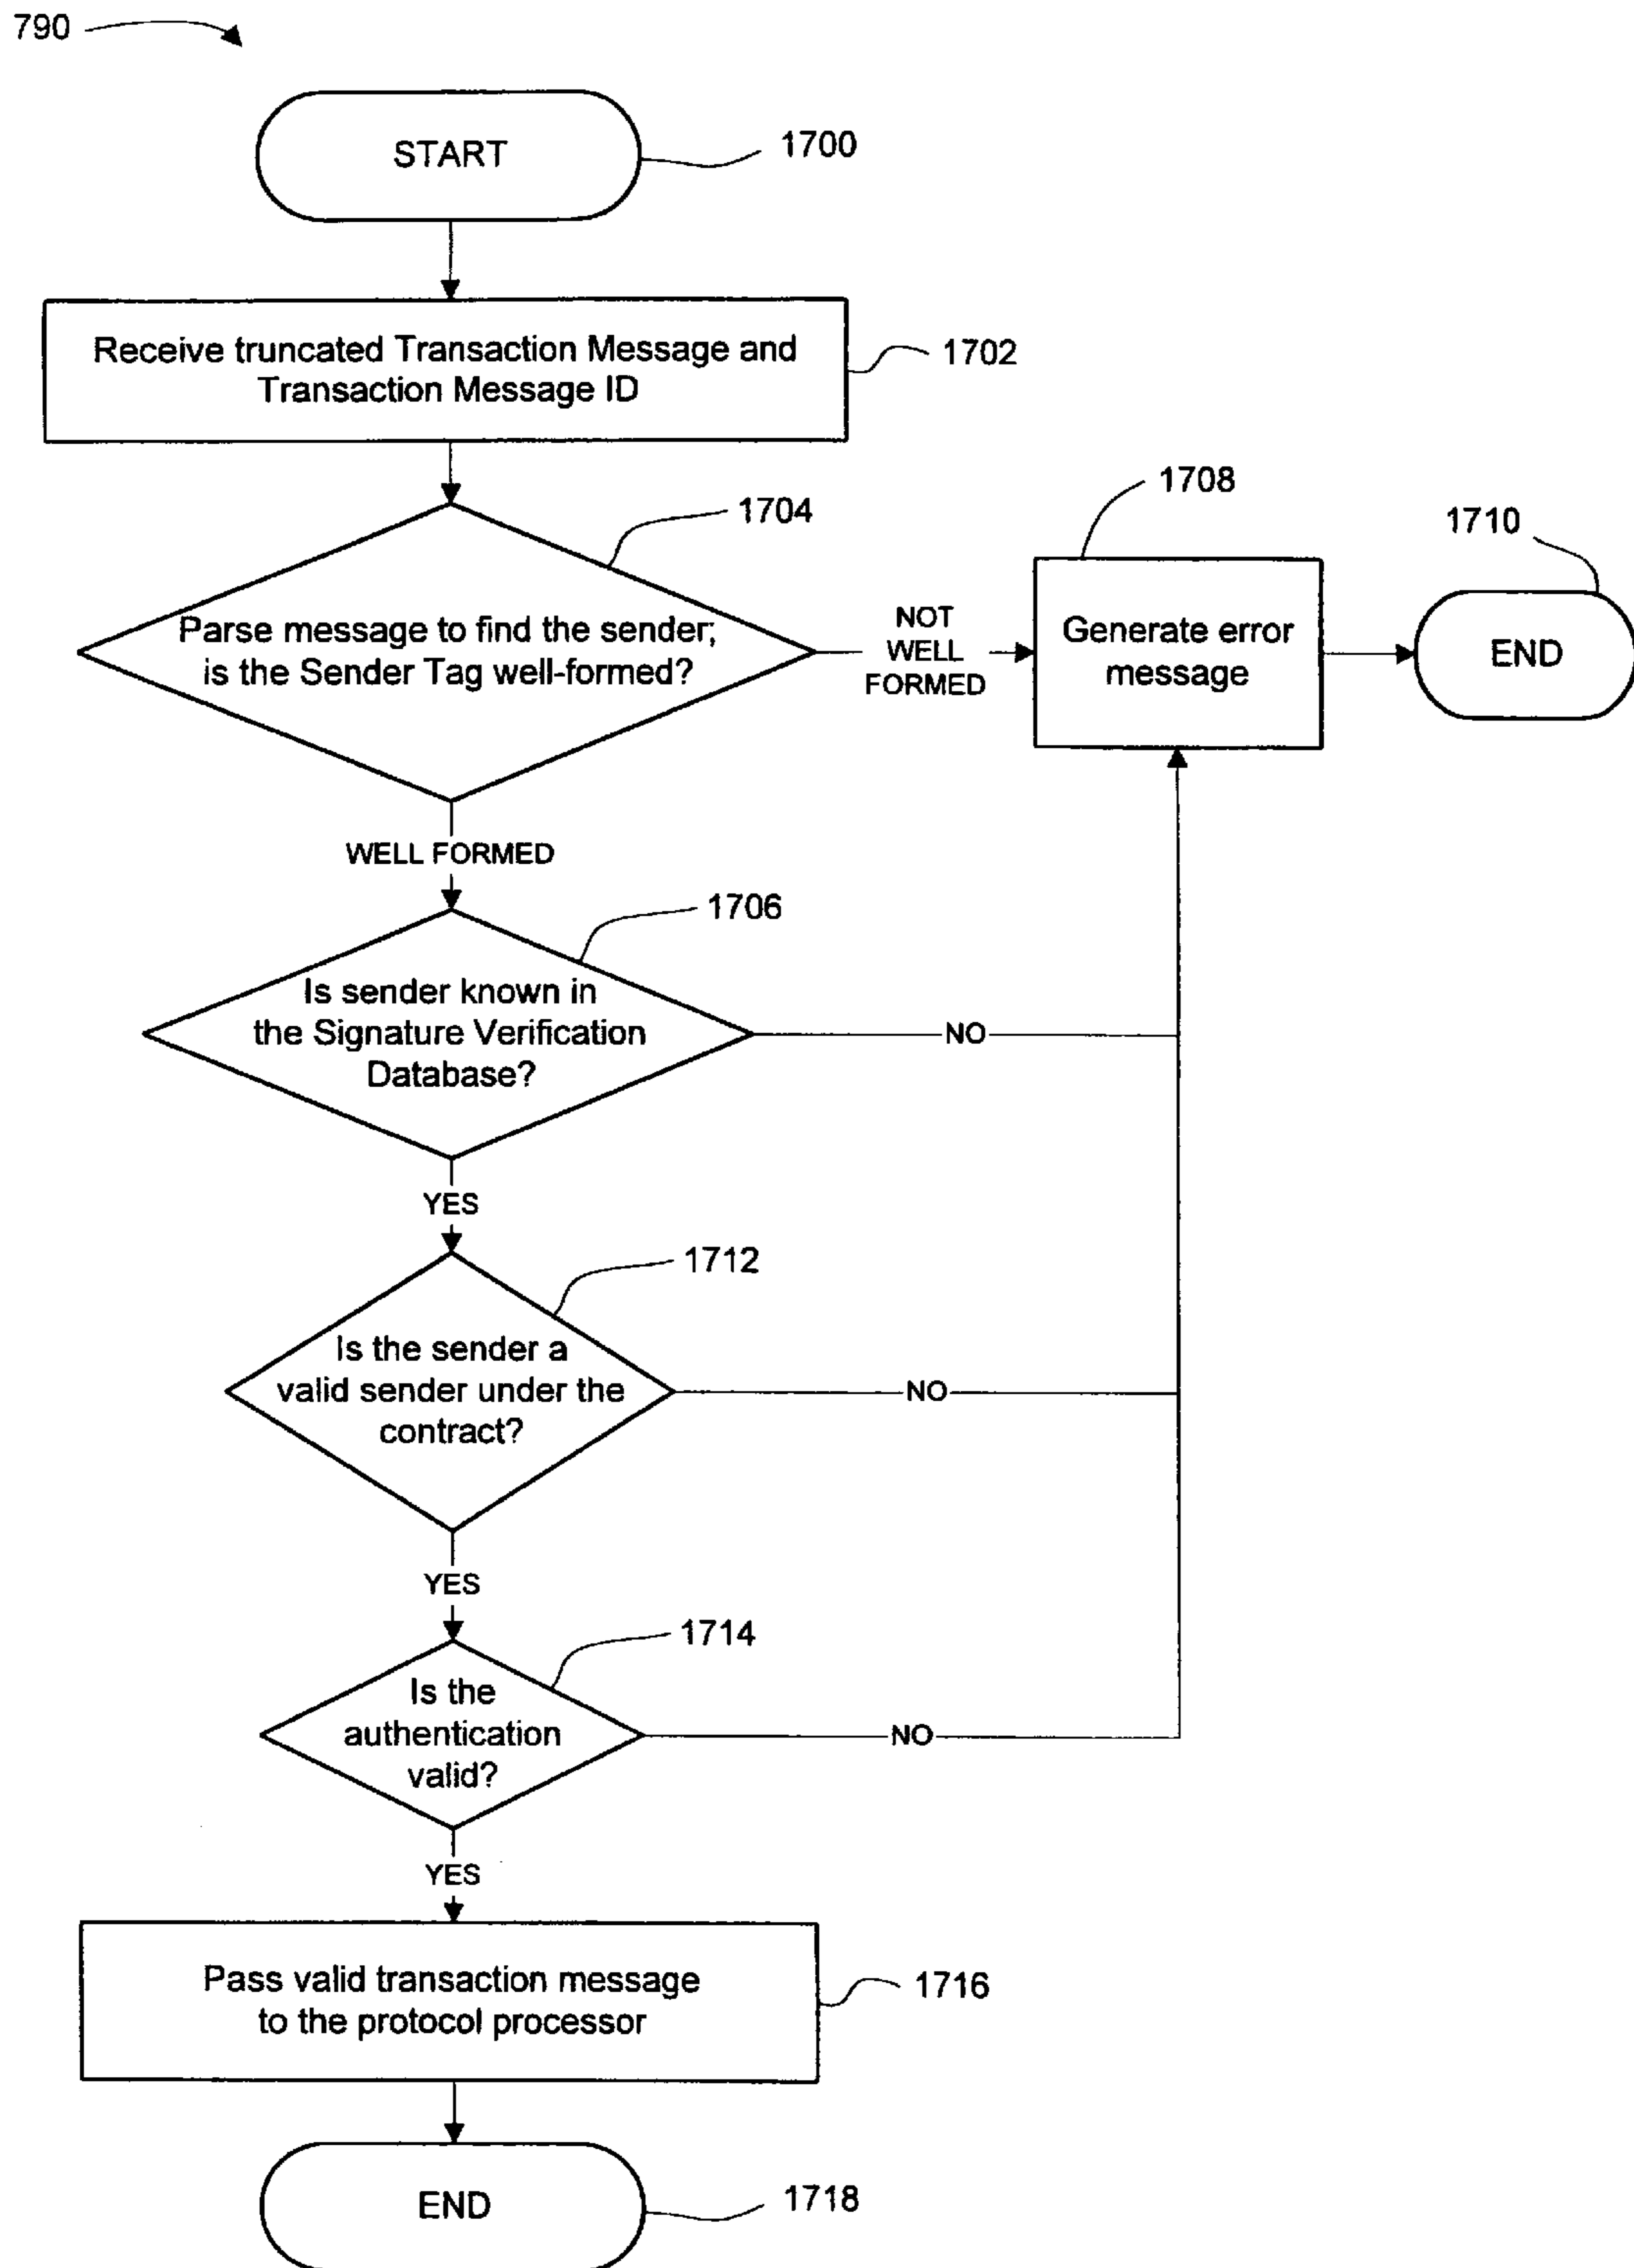 790
START
1700
Receive truncated Transaction Message and
Transaction Message ID
1702
1704
Parse message to find the sender;
is the Sender Tag well-formed?
NOT
WELL
FORMED
1708
Generate error
message
1710
END
WELL FORMED
1706
Is sender known in
the Signature Verification
Database?
NO
YES
1712
Is the sender a
valid sender under the
contract?
NO
YES
1714
Is the
authentication
valid?
NO
YES
Pass valid transaction message
to the protocol processor
1716
END
1718